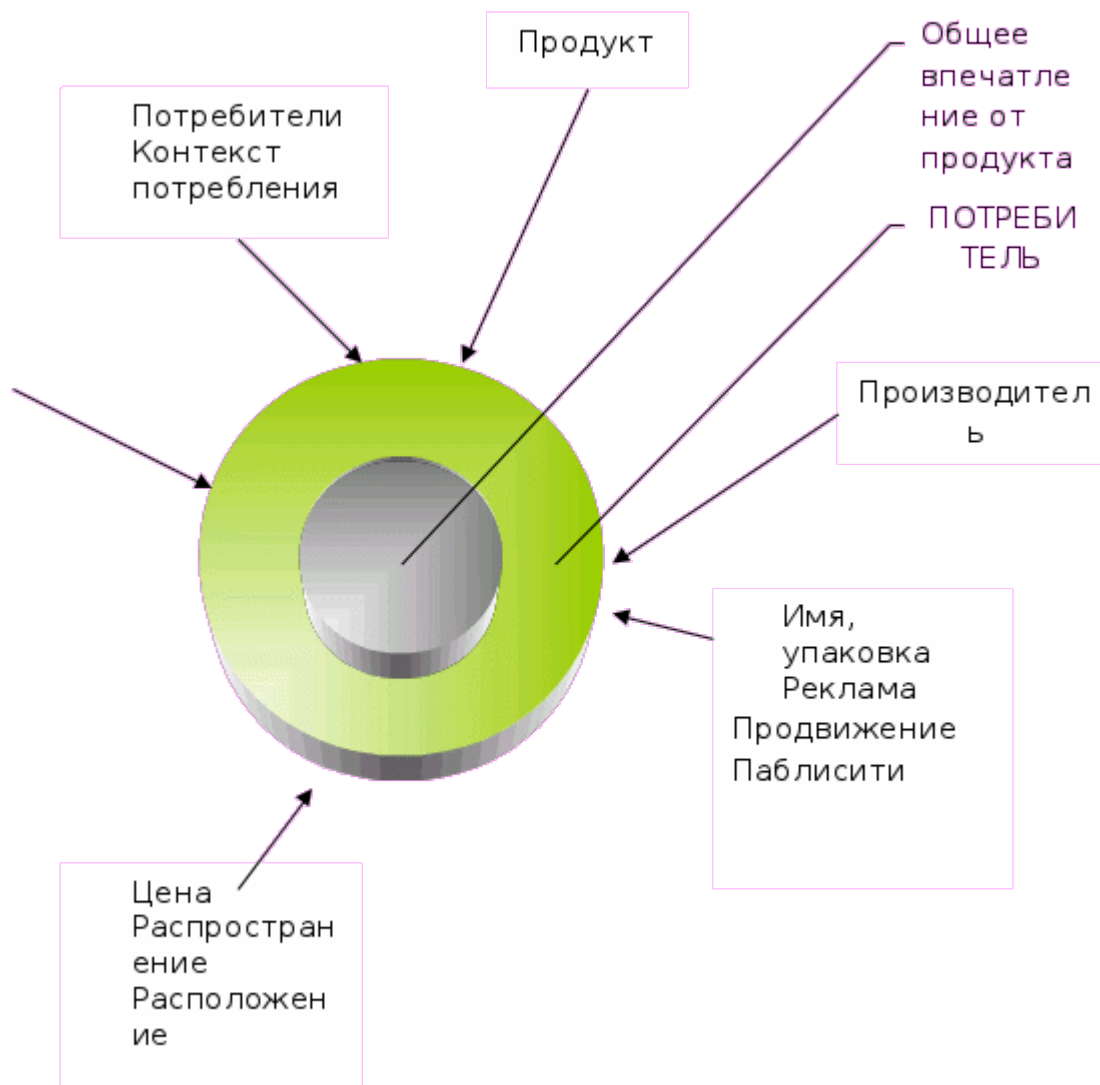 Продукт
Общее
впечатле
ние от
продукта
Потребители
Контекст
потребления
ПОТРЕБИ
ТЕЛЬ
Производител
ь
Имя,
упаковка
Реклама
Продвижение
Паблисити
Цена
Распростран
ение
Расположен
ие